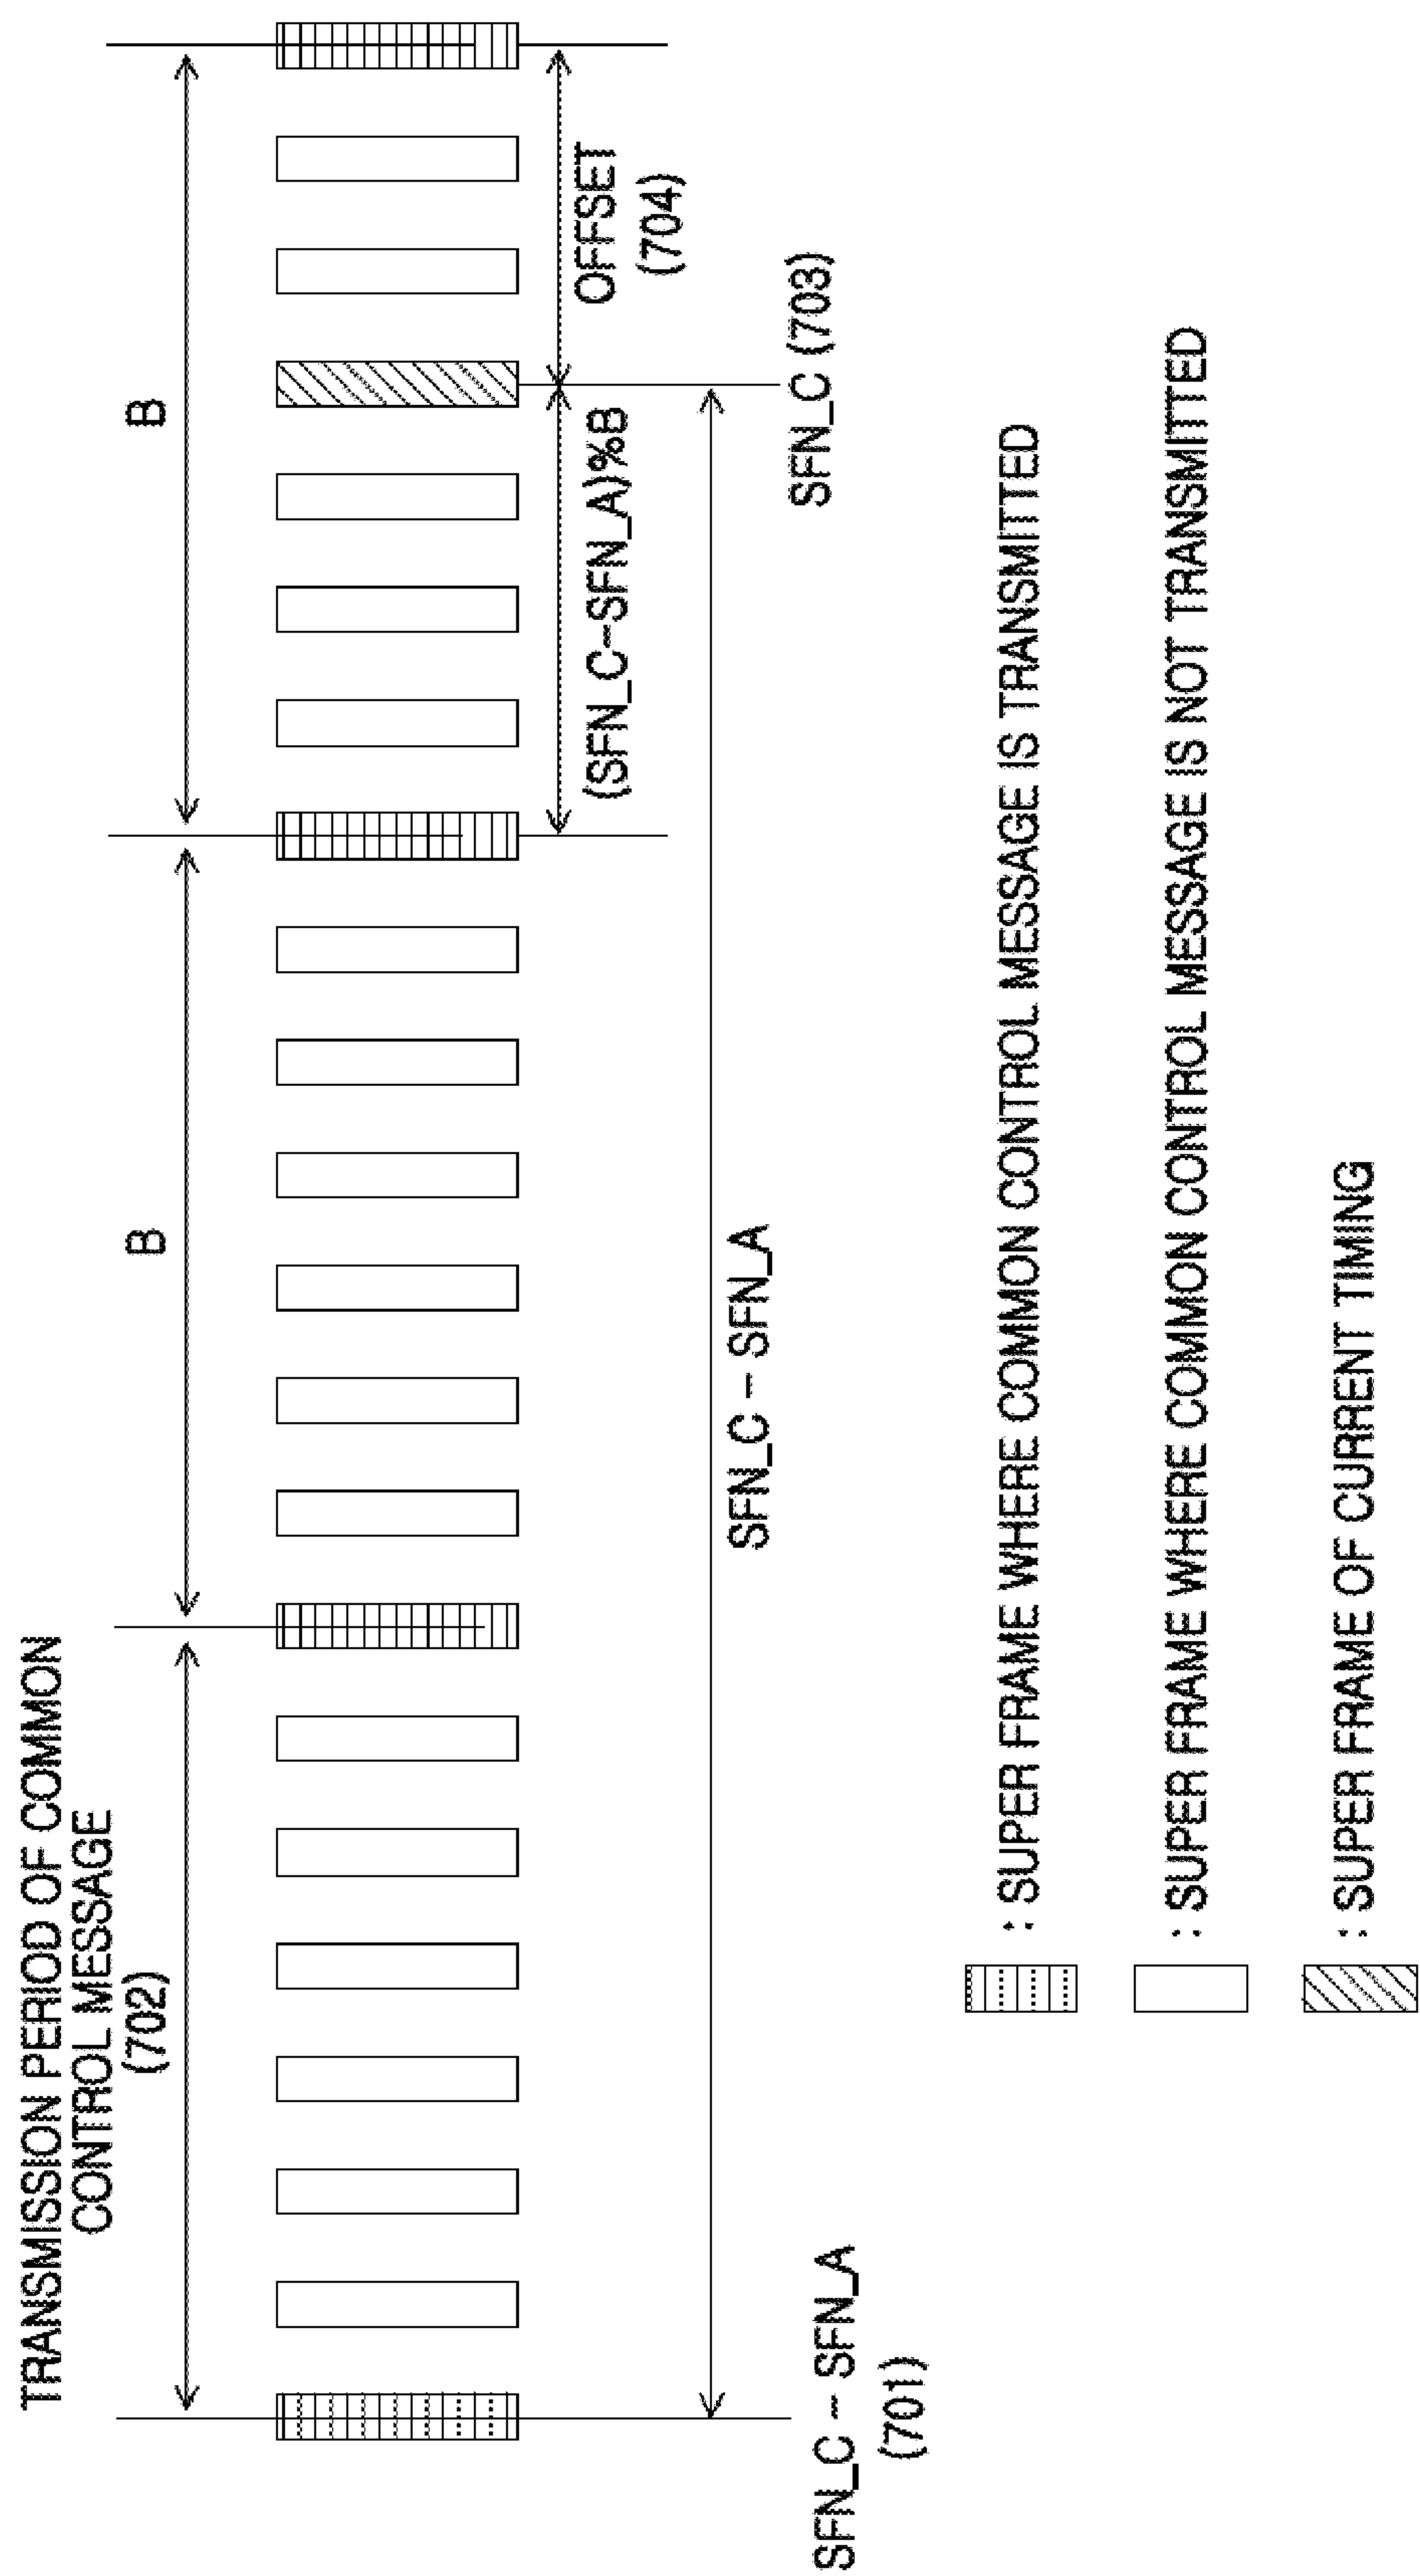 TRANSMISSION PERIOD OF COMMON
CONTROL MESSAGE
(702)
B
B
(SFN_C-SFN_A)%B
OFFSET
(704)
SFN_C - SFN_A
SFN_C - SFN_A
(701)
SFN_C (703)
: SUPER FRAME WHERE COMMON CONTROL MESSAGE IS TRANSMITTED
: SUPER FRAME WHERE COMMON CONTROL MESSAGE IS NOT TRANSMITTED
: SUPER FRAME OF CURRENT TIMING